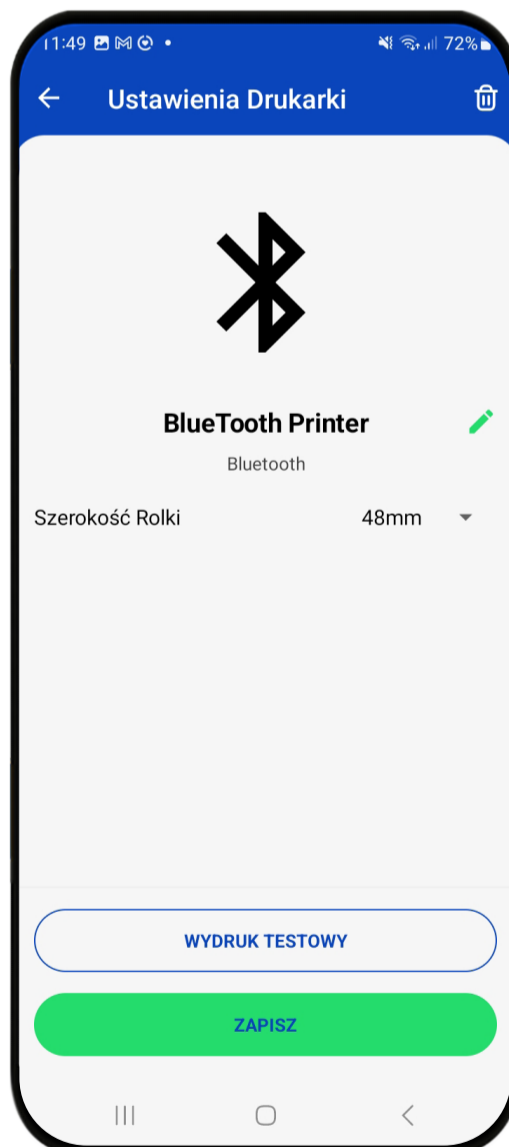 11:49 72%
Ustawienia Drukarki
BlueTooth Printer
Bluetooth
Szerokość Rolki 48mm
WYDRUK TESTOWY
ZAPISZ